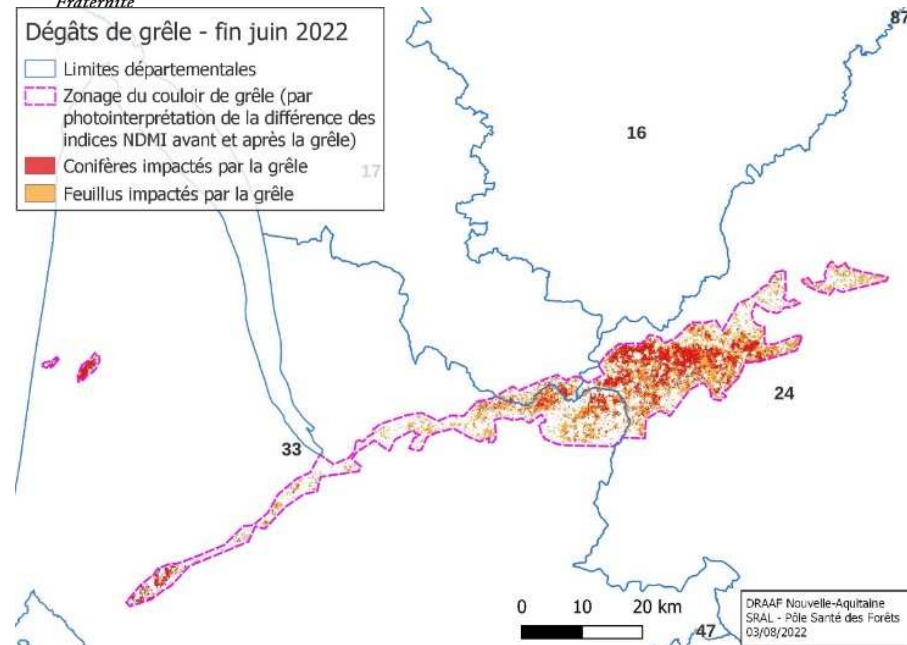 Fraternité
87
Dégâts de grêle - fin juin 2022
Limites départementales
Zonage du couloir de grêle (par
photointerprétation de la différence des
indices NDMI avant et après la grêle)
16
17
Conifères impactés par la grêle
Feuillus impactés par la grêle
24
33
0 10 20 km
47
DRAAF Nouvelle-Aquitaine
SRAL - Pôle Santé des Forêts
03/08/2022